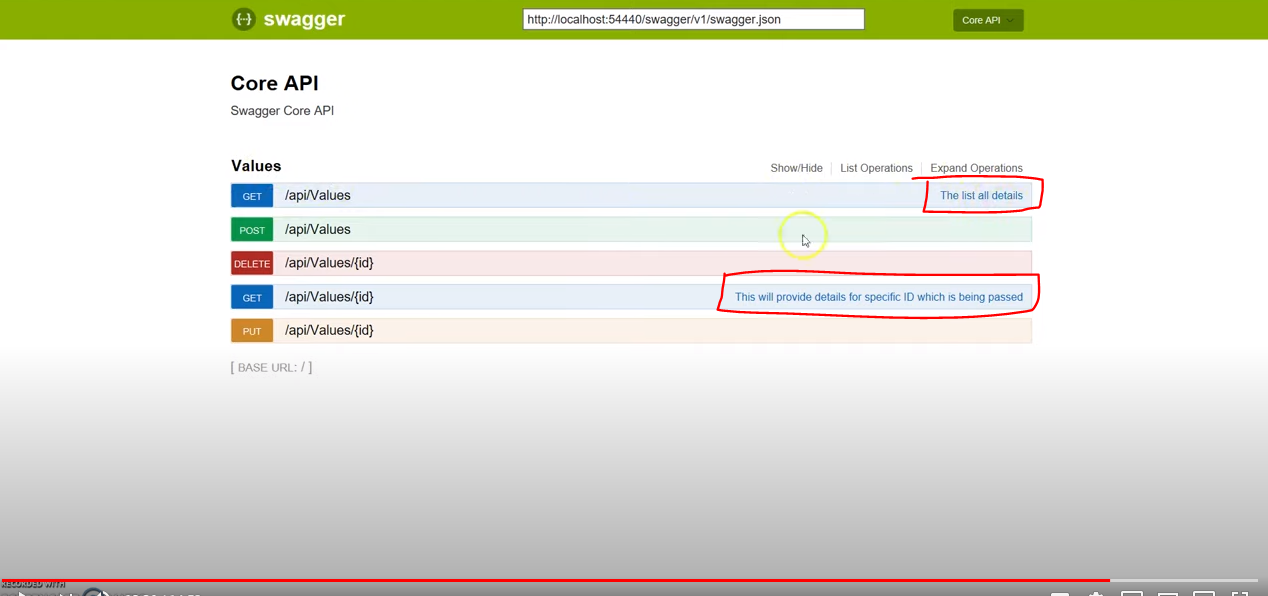 swagger
http://localhost:54440/swagger/v1/swagger.json
Core API
Core API
Swagger Core API
Values
Show/Hide List Operations Expand Operations
GET /api/Values The list all details
POST /api/Values
DELETE /api/Values/{id}
GET /api/Values/{id} This will provide details for specific ID which is being passed
PUT /api/Values/{id}
[ BASE URL: / ]
RECORDED WITH